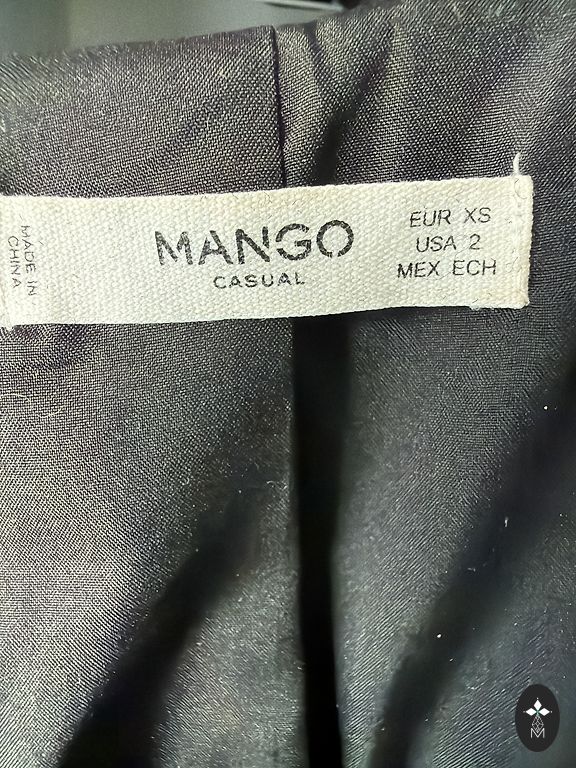 MADE IN
CHINA
MANGO
CASUAL
EUR XS
USA 2
MEX ECH
M